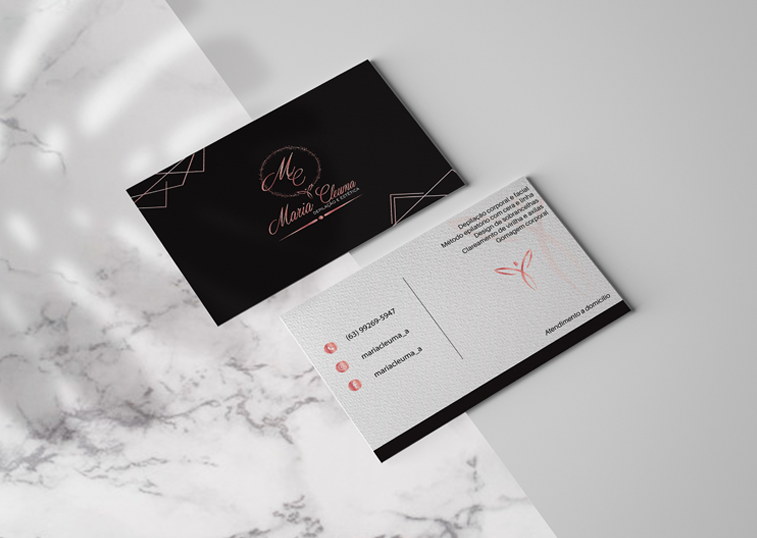 MC
Maria Cleuma
DEPILAÇÃO E ESTÉTICA
Depilação corporal e facial
Método epilatório com cera e linha
Design de sobrancelhas
Clareamento de virilha e axilas
Gomagem corporal
(63) 99269-5947
mariacleuma_a
mariacleuma_a
Atendimento a domicílio